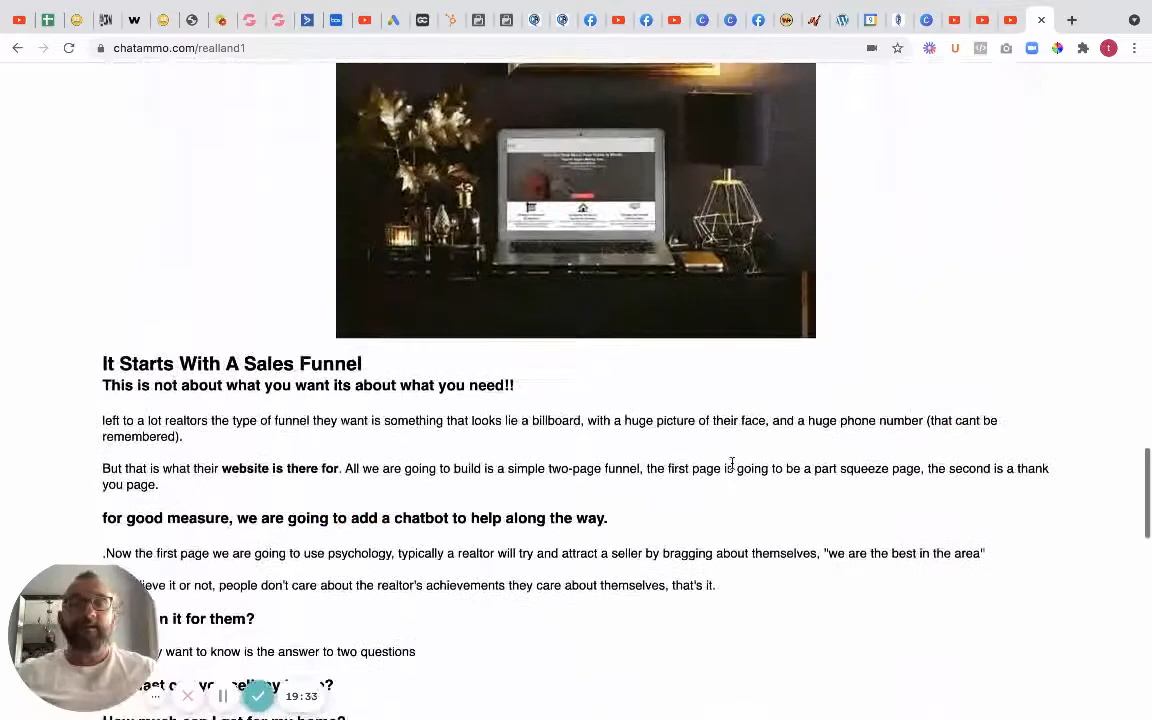 chatammo.com/realland1
It Starts With A Sales Funnel
This is not about what you want its about what you need!!
left to a lot realtors the type of funnel they want is something that looks lie a billboard, with a huge picture of their face, and a huge phone number (that cant be
remembered).
But that is what their website is there for. All we are going to build is a simple two-page funnel, the first page is going to be a part squeeze page, the second is a thank
you page.
for good measure, we are going to add a chatbot to help along the way.
.Now the first page we are going to use psychology, typically a realtor will try and attract a seller by bragging about themselves, "we are the best in the area"
it or not, people don't care about the realtor's achievements they care about themselves, that's it.
it for them?
want to know is the answer to two questions
How much can I get for my home?
19:33